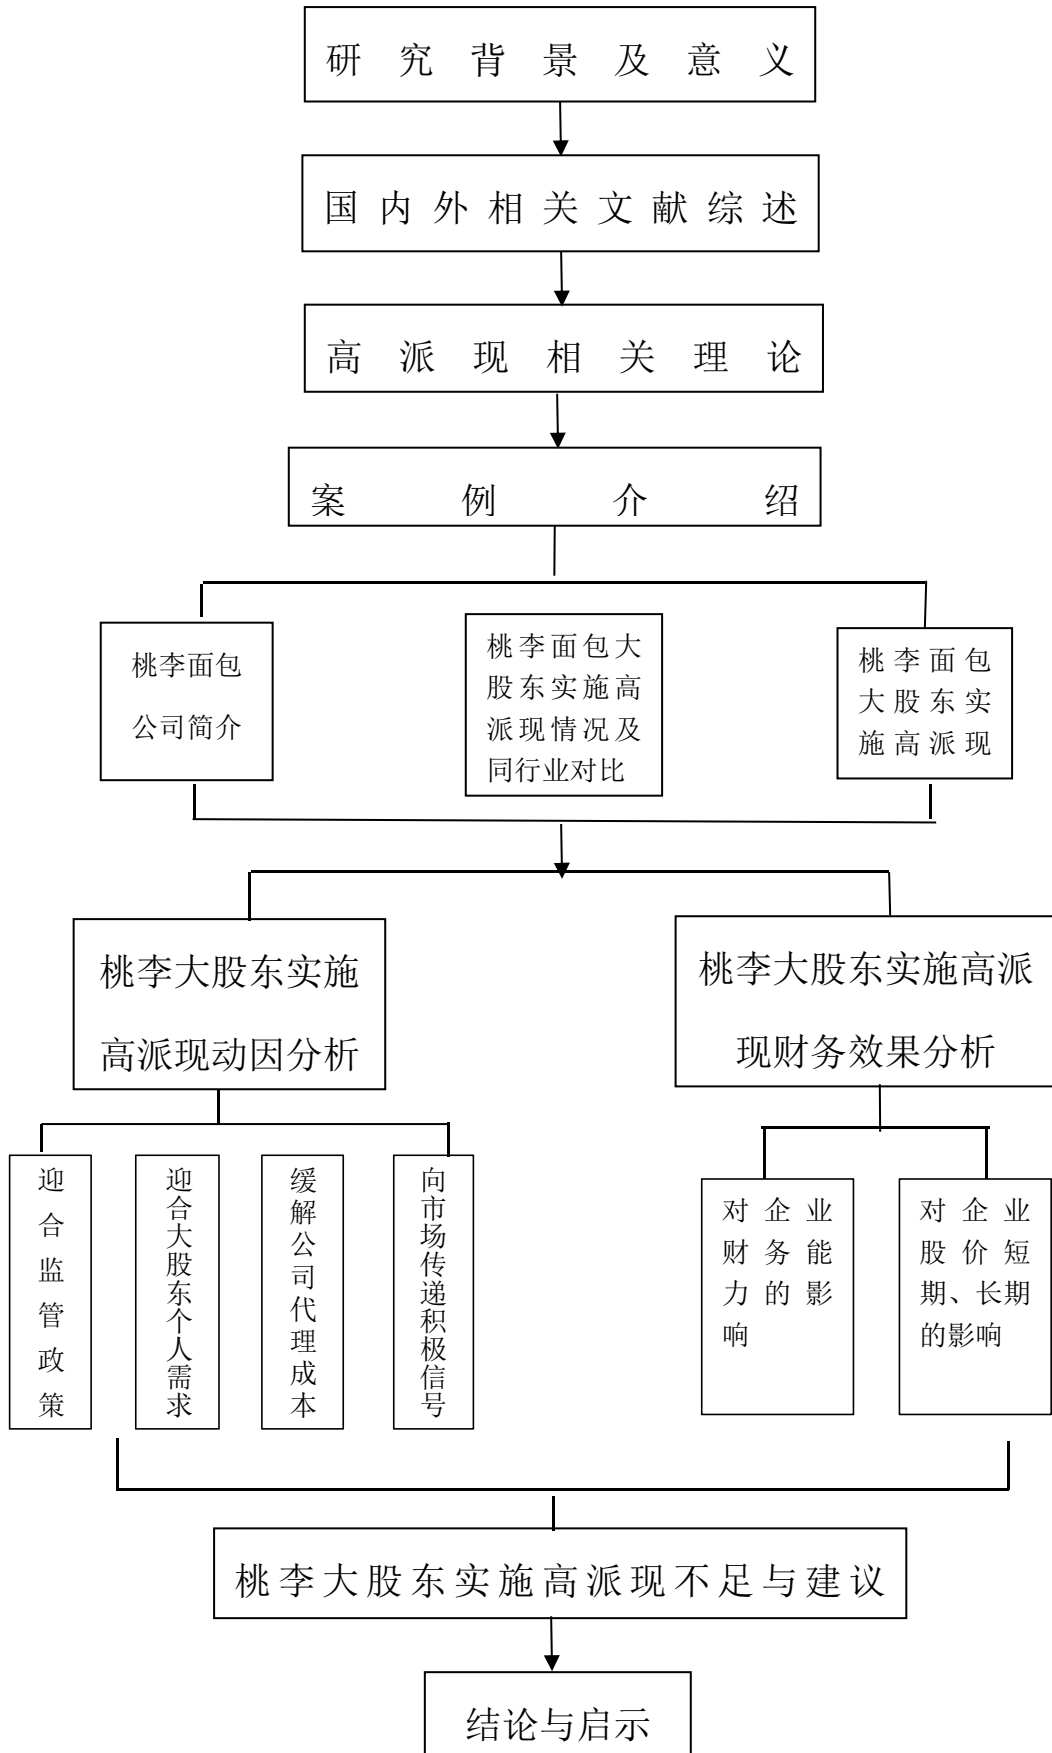 研究背景及意义
国内外相关文献综述
高派现相关理论
案例介绍
桃李面包
公司简介
桃李面包大
股东实施高
派现情况及
同行业对比
桃李面包
大股东实
施高派现
桃李大股东实施
高派现动因分析
桃李大股东实施高派
现财务效果分析
迎合监管政策
迎合大股东个人需求
缓解公司代理成本
向市场传递积极信号
对企业
财务能
力的影
响
对企业
股价短
期、长期
的影响
桃李大股东实施高派现不足与建议
结论与启示